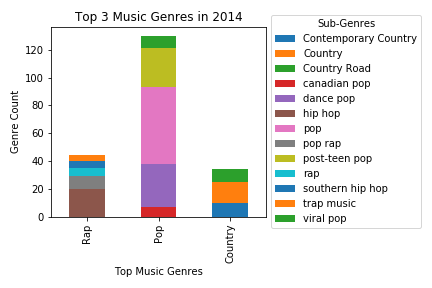 Top 3 Music Genres in 2014
Genre Count
120
100
80
60
40
20
0
Rap
Pop
Country
Top Music Genres
Sub-Genres
Contemporary Country
Country
Country Road
canadian pop
dance pop
hip hop
pop
pop rap
post-teen pop
rap
southern hip hop
trap music
viral pop